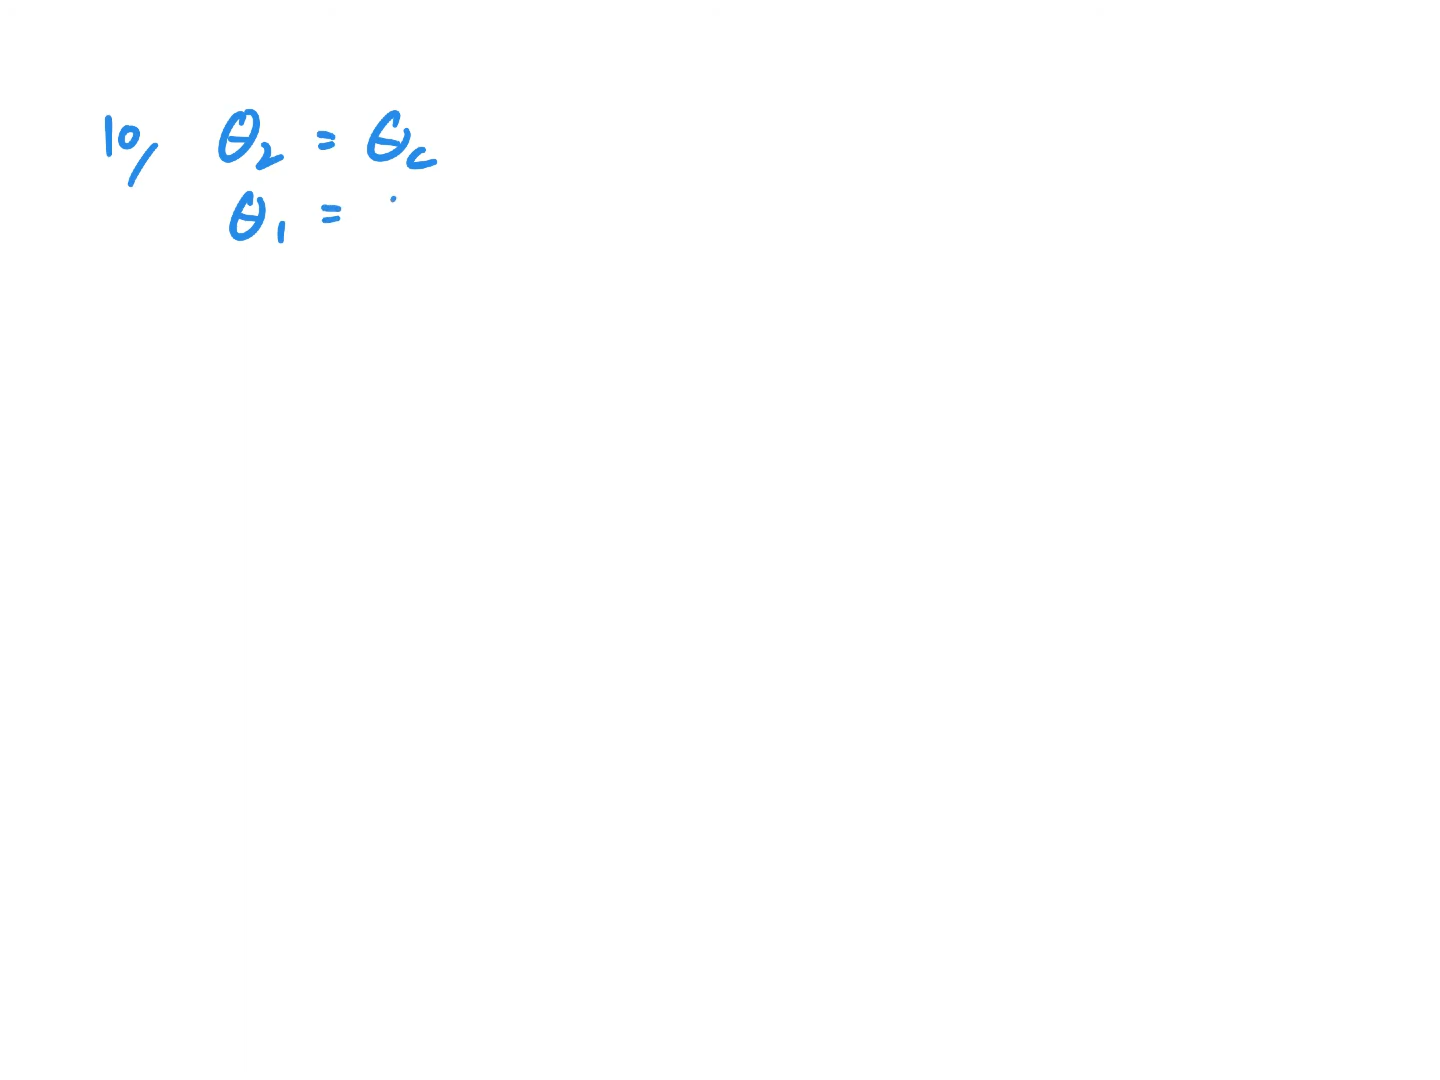 10/ θ₂ = θc
θ₁ =